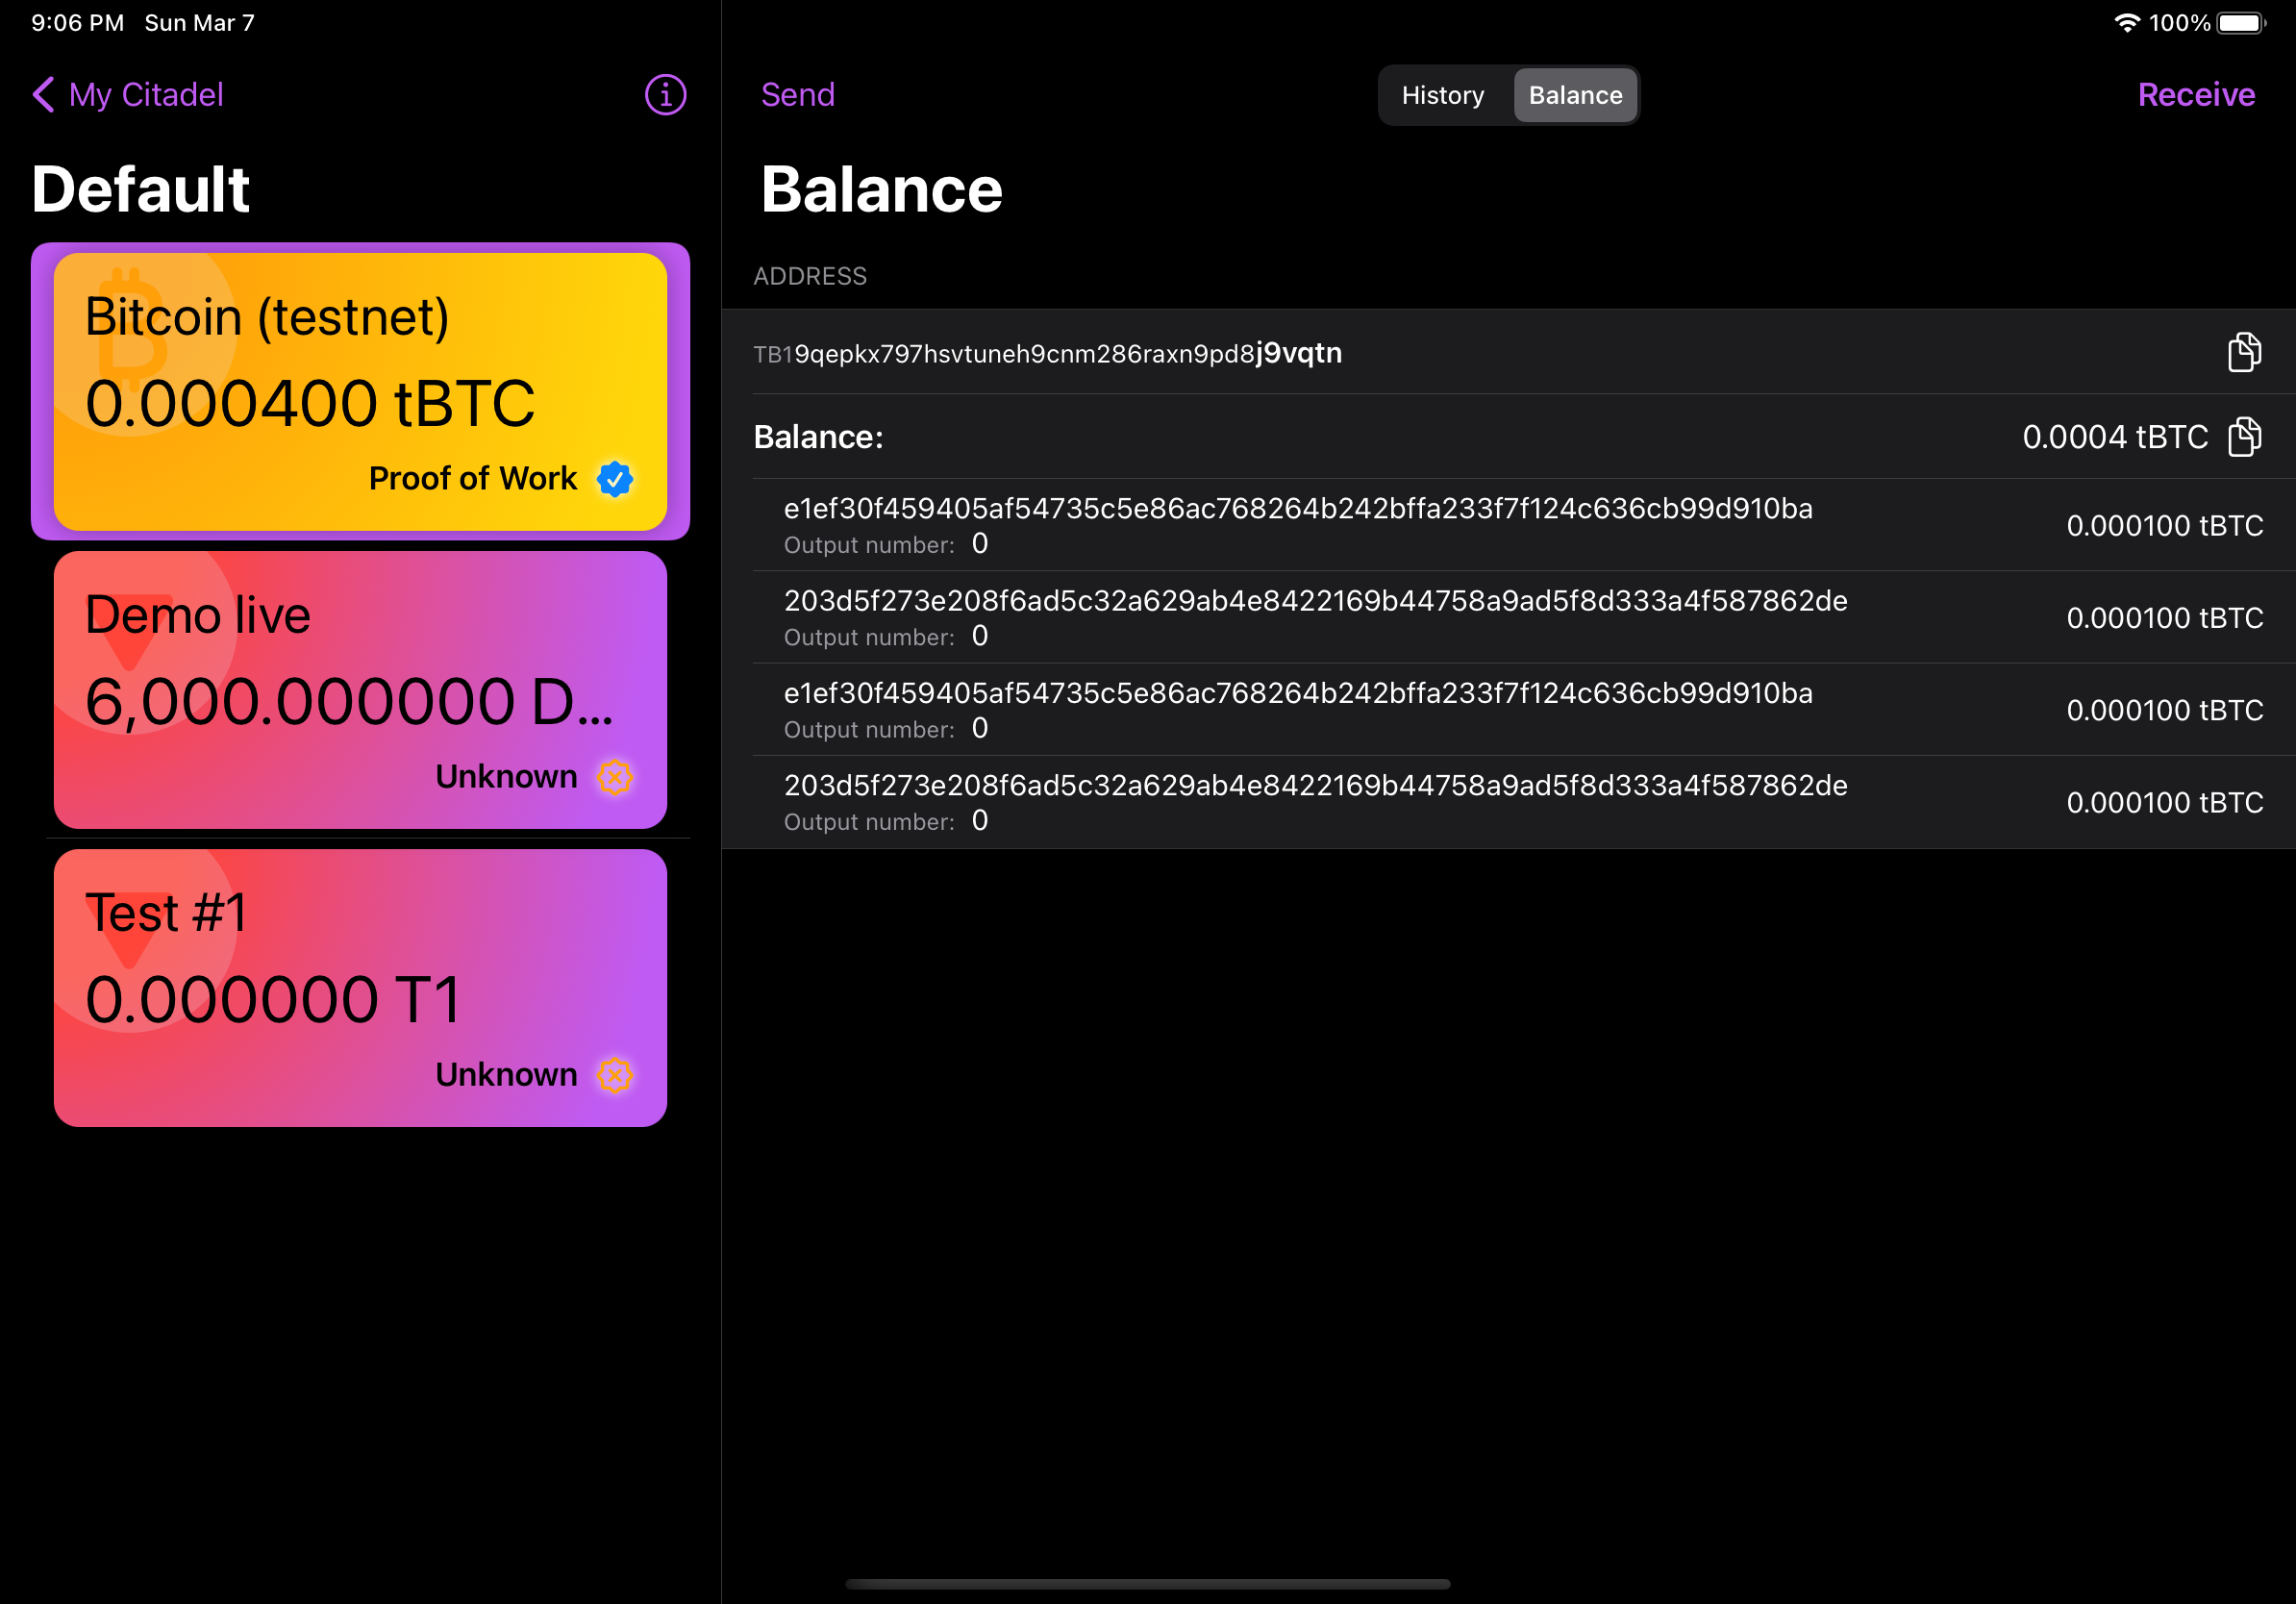 9:06 PM Sun Mar 7
100%
My Citadel
Default
Bitcoin (testnet)
0.000400 tBTC
Proof of Work
Demo live
6,000.000000 D...
Unknown
Test #1
0.000000 T1
Unknown
Send
History
Balance
Receive
Balance
ADDRESS
TB19qepkx797hsvtuneh9cnm286raxn9pd8j9vqtn
Balance:
0.0004 tBTC
e1ef30f459405af54735c5e86ac768264b242bffa233f7f124c636cb99d910ba
Output number: 0
0.000100 tBTC
203d5f273e208f6ad5c32a629ab4e8422169b44758a9ad5f8d333a4f587862de
Output number: 0
0.000100 tBTC
e1ef30f459405af54735c5e86ac768264b242bffa233f7f124c636cb99d910ba
Output number: 0
0.000100 tBTC
203d5f273e208f6ad5c32a629ab4e8422169b44758a9ad5f8d333a4f587862de
Output number: 0
0.000100 tBTC